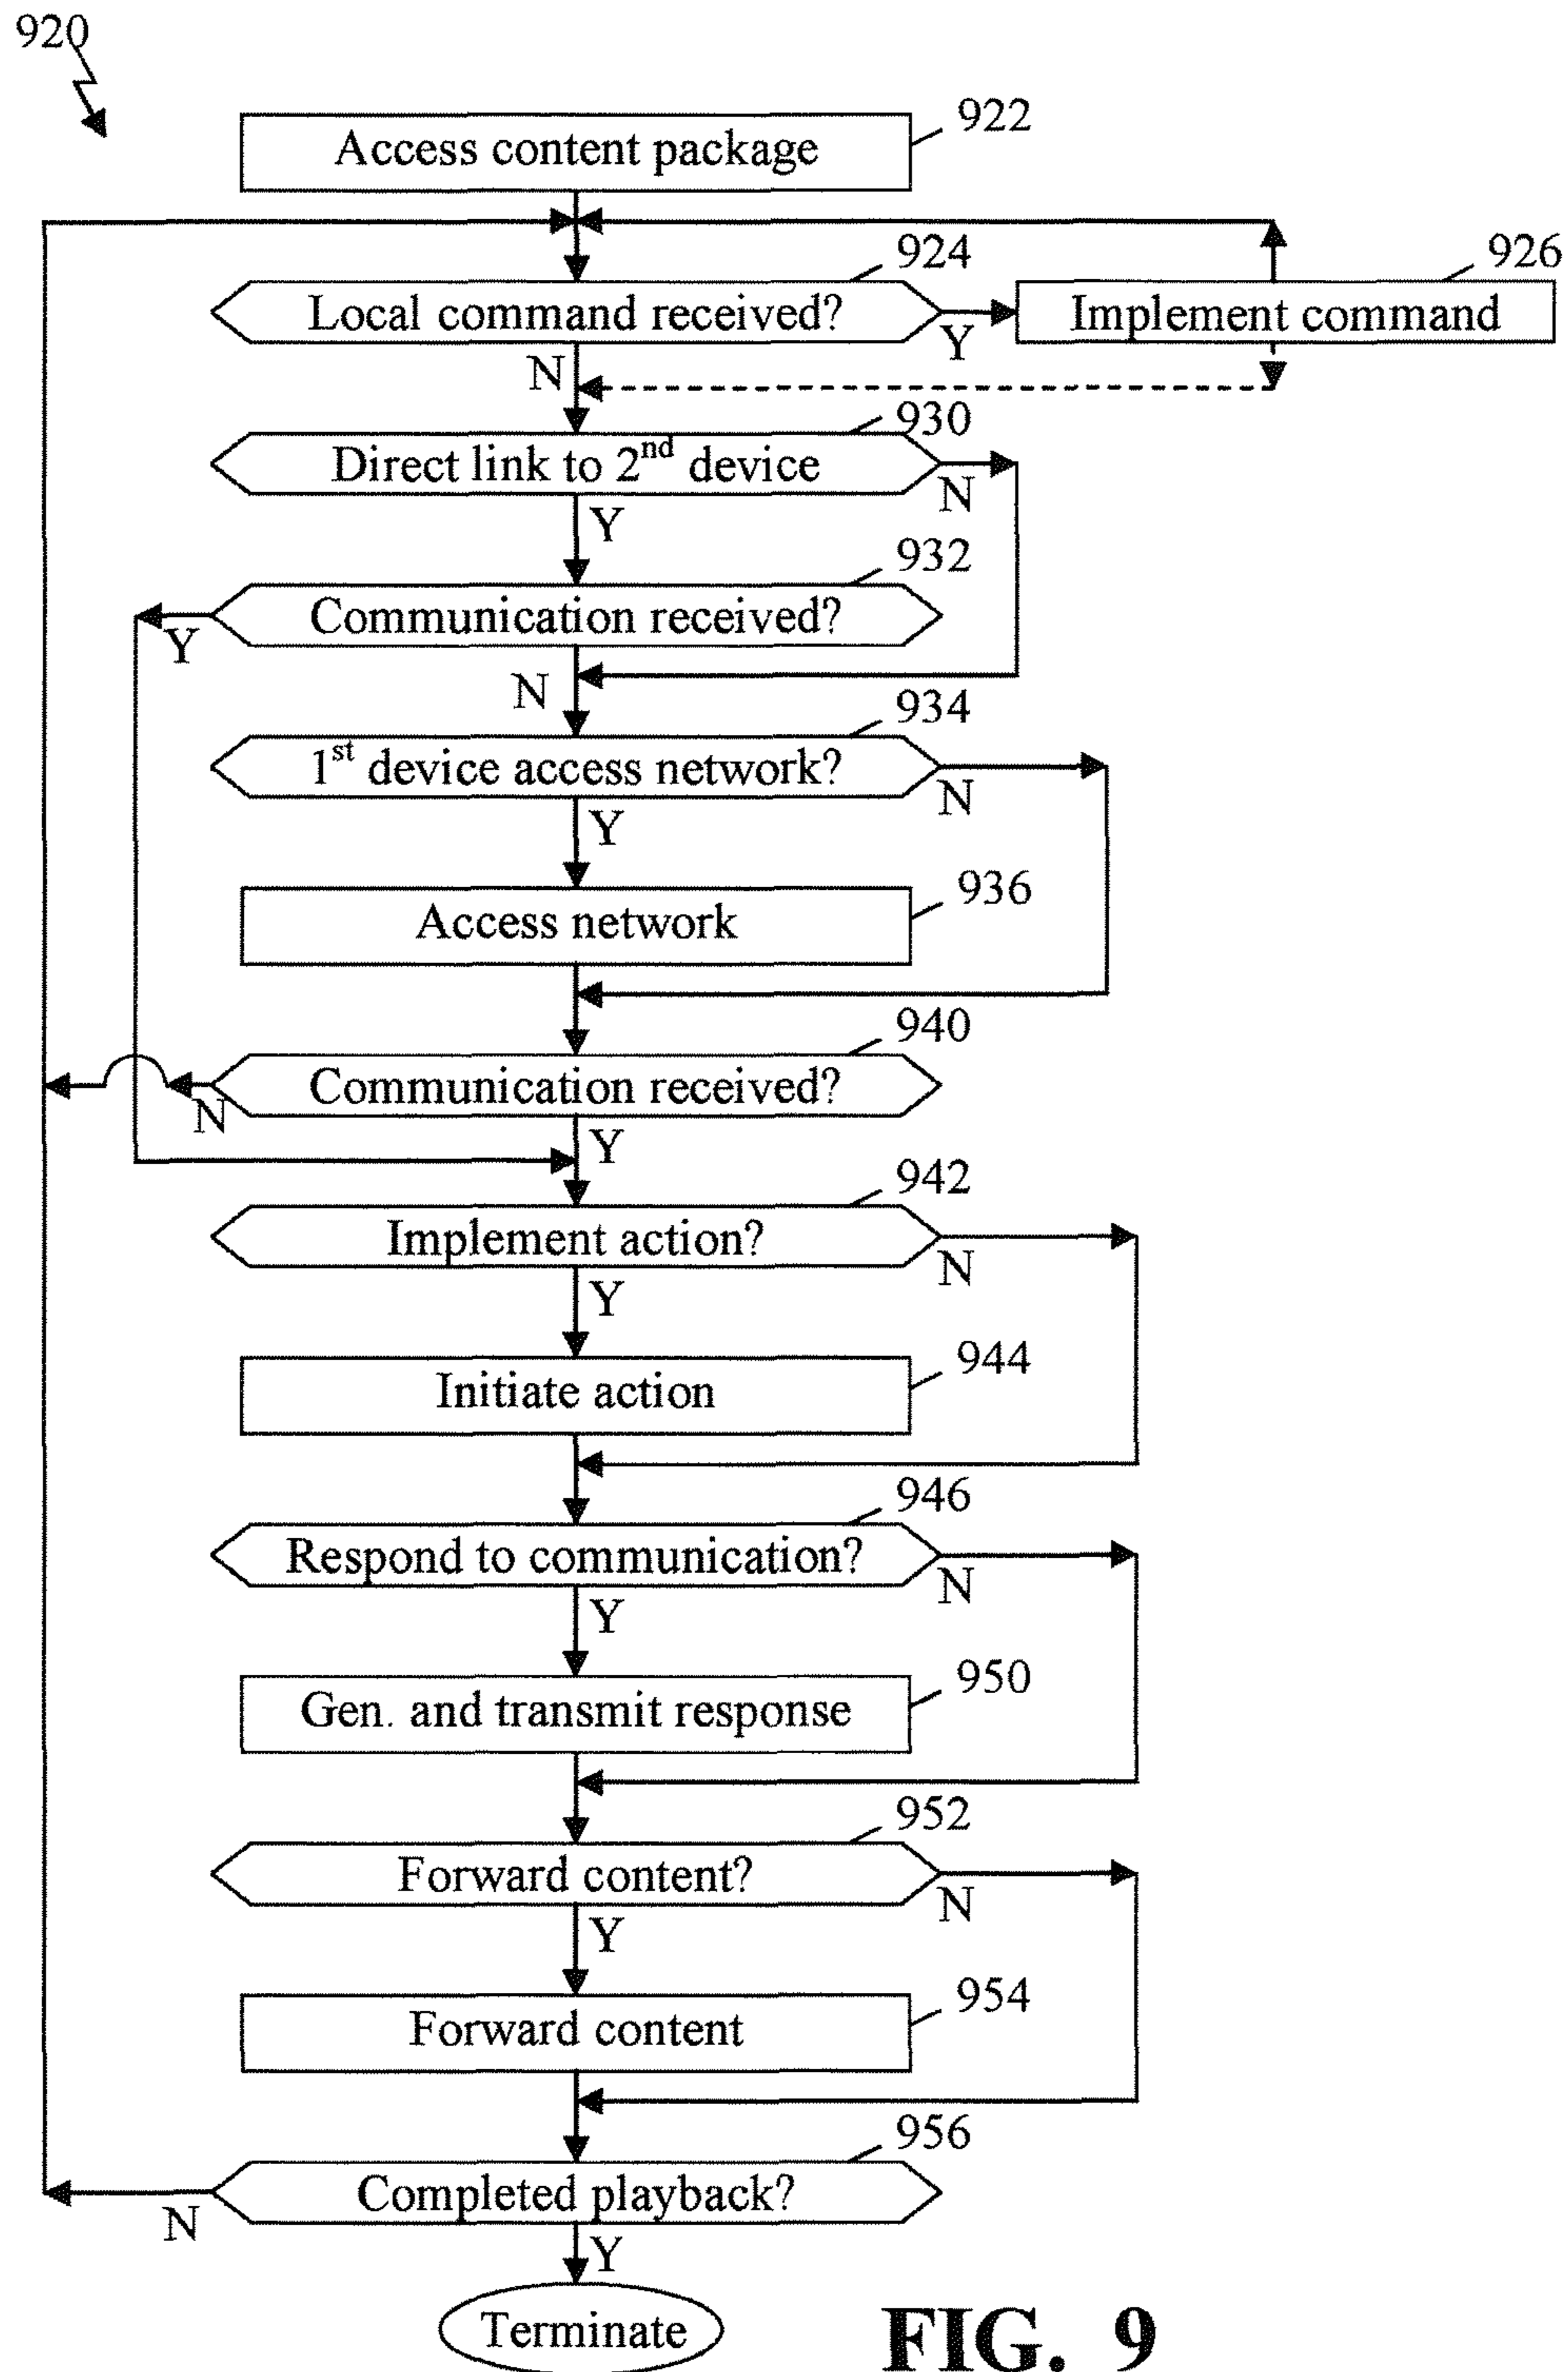 920
922
Access content package
924
926
Local command received?
Y
Implement command
N
930
Direct link to 2nd device
N
Y
932
Communication received?
Y
N
934
1st device access network?
N
Y
936
Access network
940
Communication received?
N
Y
942
Implement action?
N
Y
944
Initiate action
946
Respond to communication?
N
Y
950
Gen. and transmit response
952
Forward content?
N
Y
954
Forward content
956
Completed playback?
N
Y
Terminate
FIG. 9